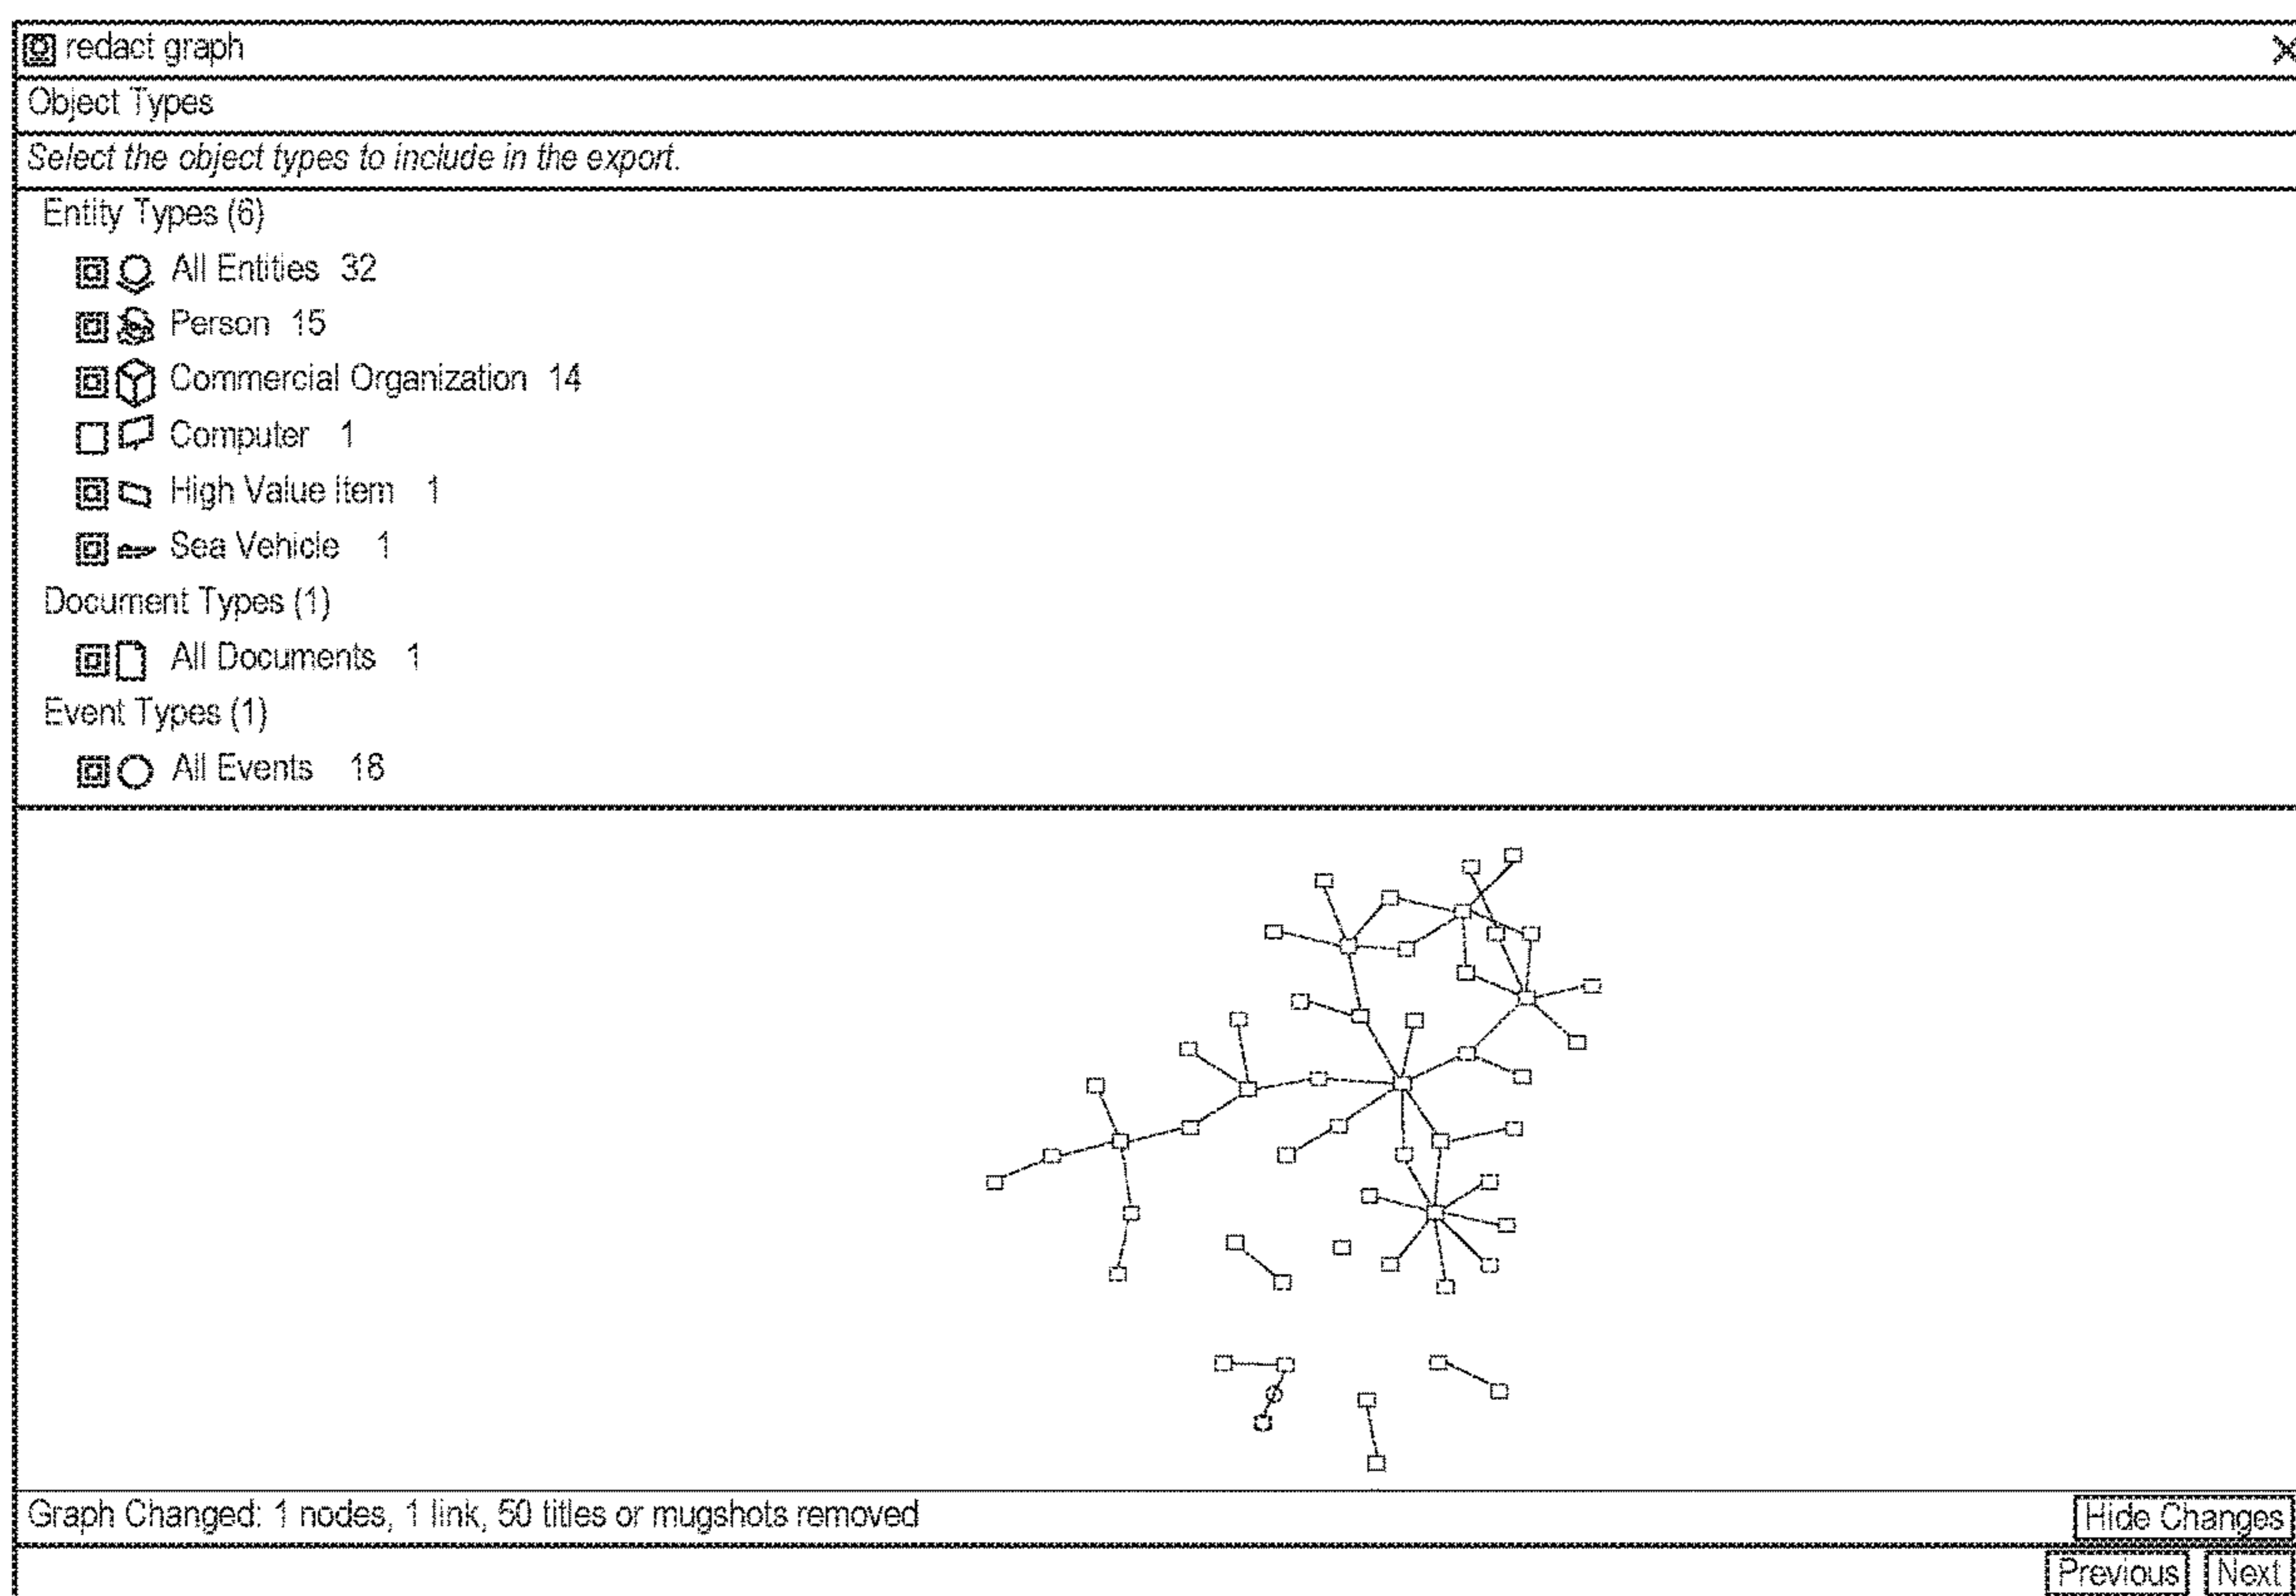 redact graph
Object Types
Select the object types to include in the export.
Entity Types (6)
All Entities 32
Person 15
Commercial Organization 14
Computer 1
High Value Item 1
Sea Vehicle 1
Document Types (1)
All Documents 1
Event Types (1)
All Events 18
Graph Changed: 1 nodes, 1 link, 50 titles or mugshots removed
Hide Changes
Previous Next